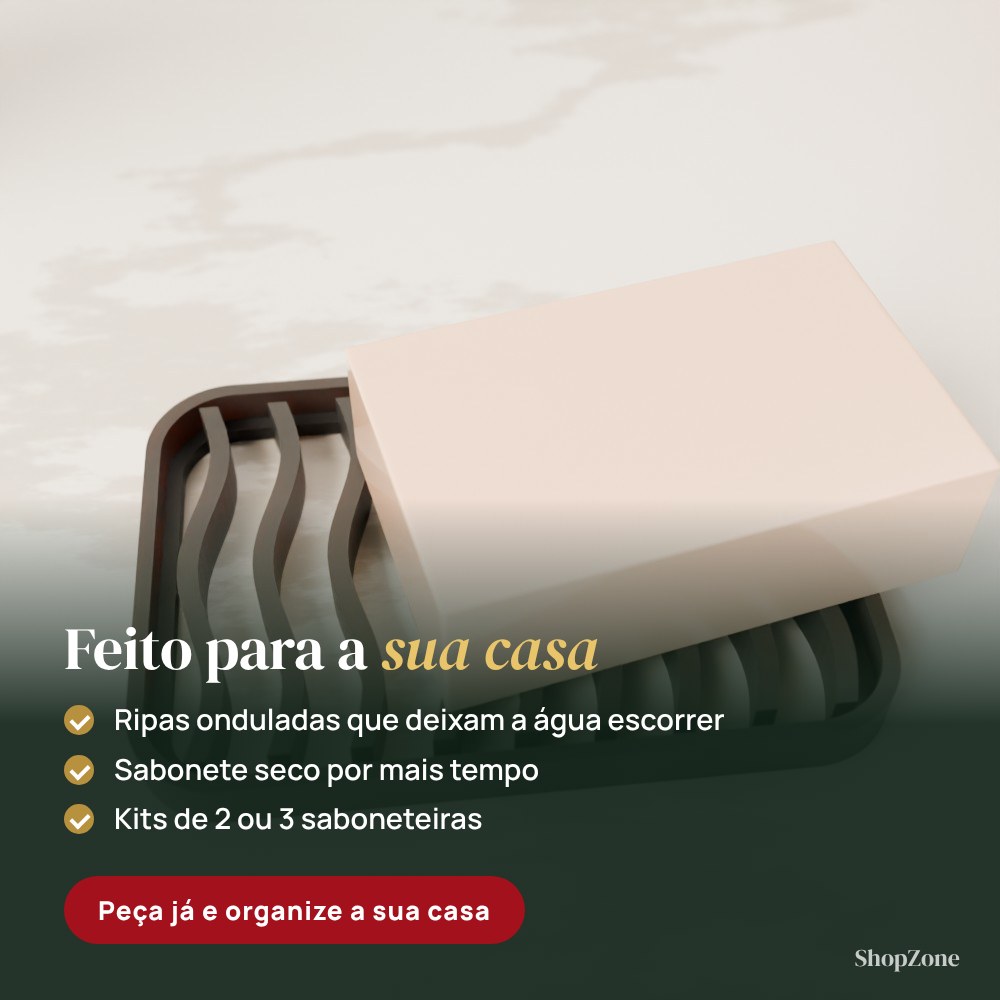 Feito para a sua casa
Ripas onduladas que deixam a água escorrer
Sabonete seco por mais tempo
Kits de 2 ou 3 saboneteiras
Peça já e organize a sua casa
ShopZone